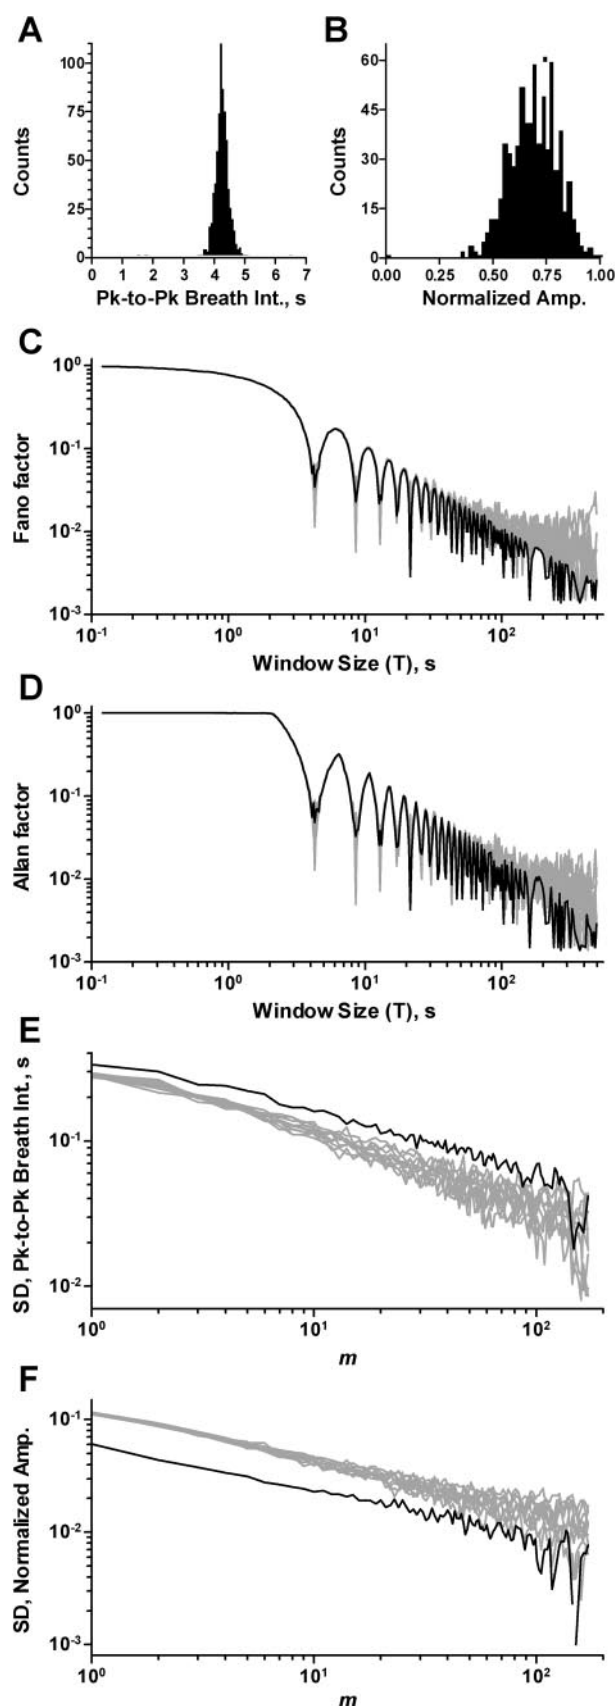 A
B
100
75
50
25
0
Counts
0 1 2 3 4 5 6 7
Pk-to-Pk Breath Int., s
60
45
30
15
0
Counts
0.00 0.25 0.50 0.75 1.00
Normalized Amp.
C
10⁰
10⁻¹
10⁻²
10⁻³
Fano factor
10⁻¹ 10⁰ 10¹ 10²
Window Size (T), s
D
10⁰
10⁻¹
10⁻²
10⁻³
Allan factor
10⁻¹ 10⁰ 10¹ 10²
Window Size (T), s
E
10⁻¹
10⁻²
SD, Pk-to-Pk Breath Int., s
10⁰ 10¹ 10²
m
F
10⁻¹
10⁻²
10⁻³
SD, Normalized Amp.
10⁰ 10¹ 10²
m